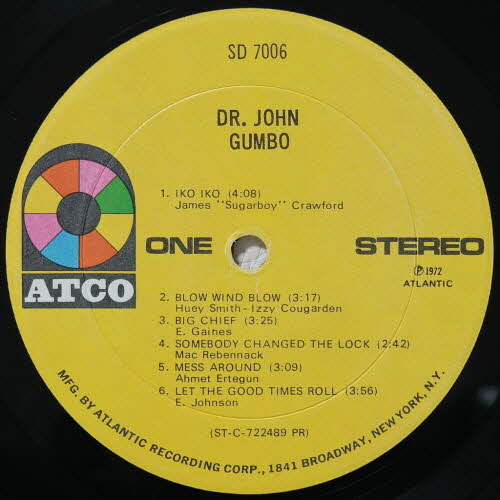 SD 7006
DR. JOHN
GUMBO
1. IKO IKO (4:08)
James "Sugarboy" Crawford
ATCO
ONE
STEREO
Ⓟ1972
ATLANTIC
2. BLOW WIND BLOW (3:17)
Huey Smith-Izzy Cougarden
3. BIG CHIEF (3:25)
E. Gaines
4. SOMEBODY CHANGED THE LOCK (2:42)
Mac Rebennack
5. MESS AROUND (3:09)
Ahmet Ertegun
6. LET THE GOOD TIMES ROLL (3:56)
E. Johnson
(ST-C-722489 PR)
MFG. BY ATLANTIC RECORDING CORP., 1841 BROADWAY, NEW YORK, N.Y.